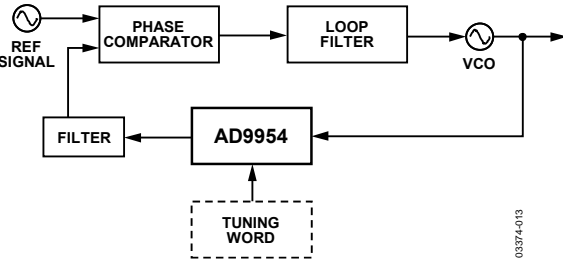 REF
SIGNAL
PHASE
COMPARATOR
LOOP
FILTER
VCO
FILTER
AD9954
TUNING
WORD
03374-013